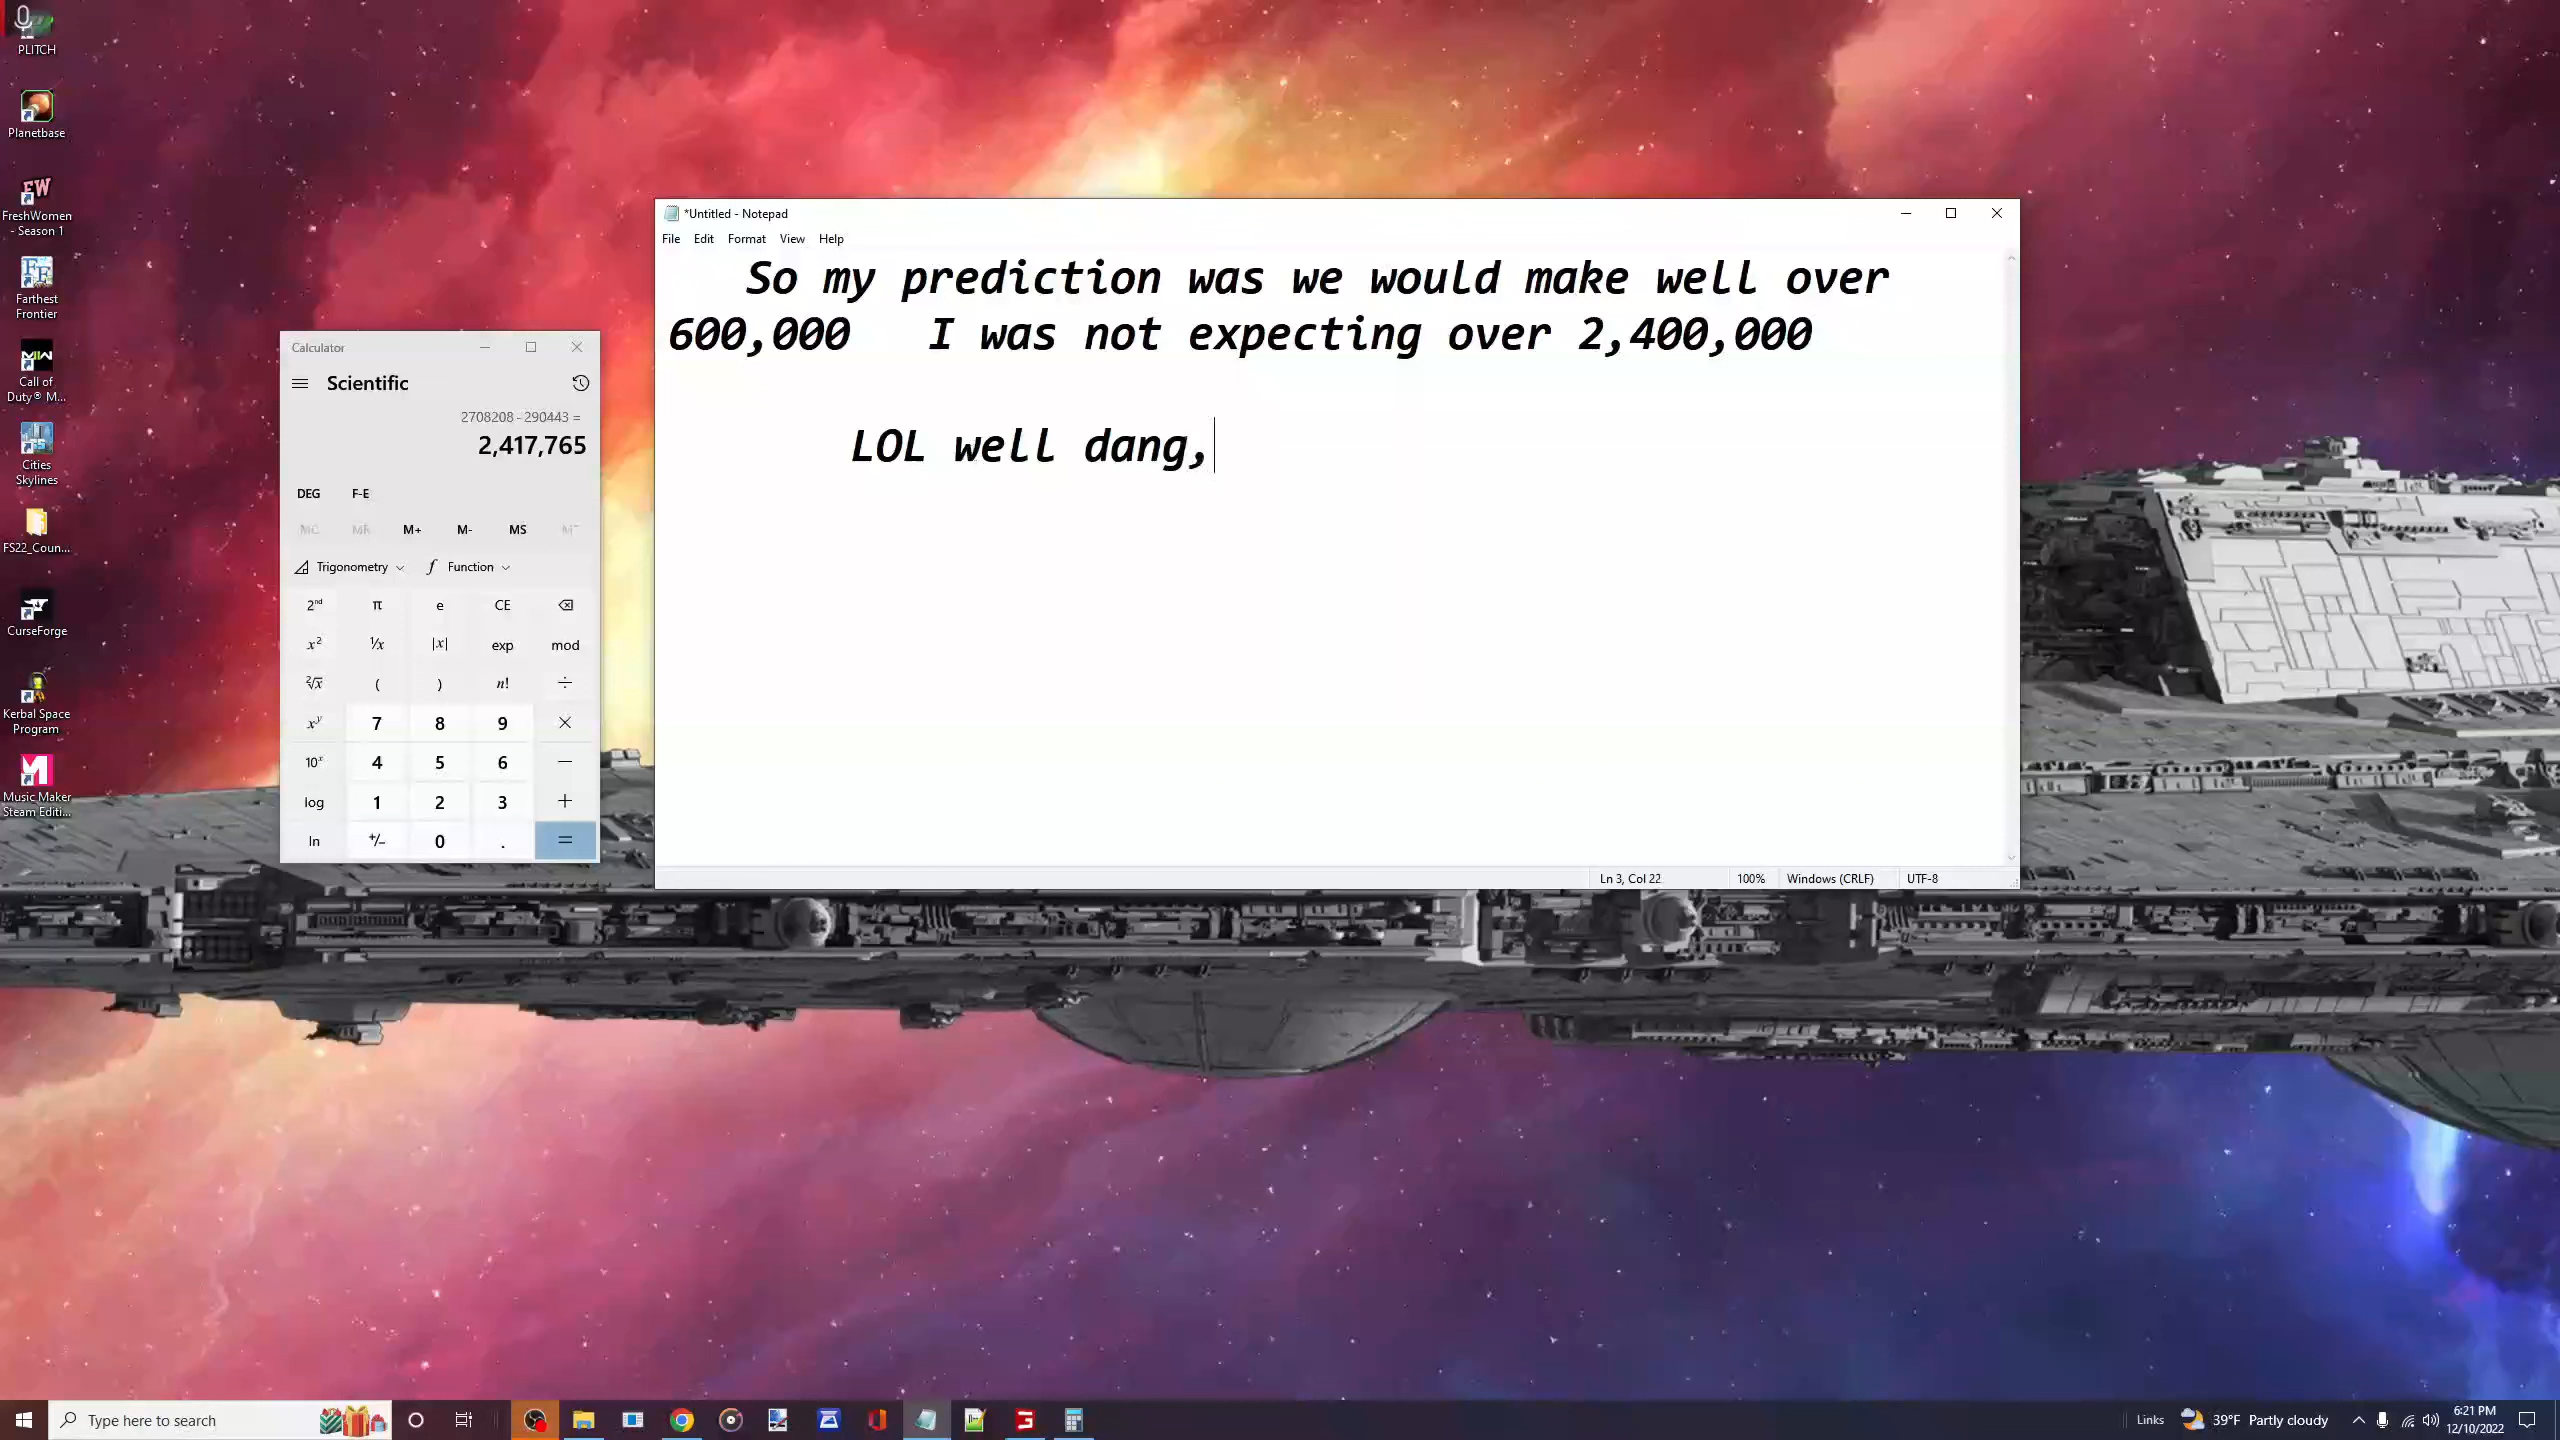 PLITCH
Planetbase
FreshWomen
- Season 1
Farthest
Frontier
Call of
Duty® M...
Cities
Skylines
FS22_Coun...
CurseForge
Kerbal Space
Program
Music Maker
Steam Editi...
Calculator
Scientific
2708208 - 290443 =
2,417,765
DEG F-E
MC MR M+ M- MS
Trigonometry Function
2nd π e CE
x² ¹/x |x| exp mod
²√x ( ) n! ÷
xʸ 7 8 9 ×
10ˣ 4 5 6 −
log 1 2 3 +
ln +/− 0 . =
*Untitled - Notepad
File Edit Format View Help
So my prediction was we would make well over
600,000 I was not expecting over 2,400,000
LOL well dang,
Ln 3, Col 22 100% Windows (CRLF) UTF-8
Type here to search
Links 39°F Partly cloudy
6:21 PM
12/10/2022